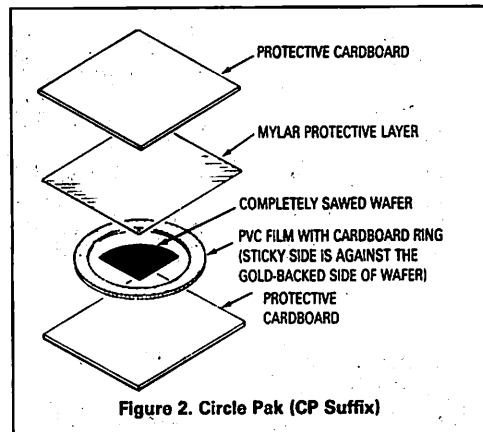 PROTECTIVE CARDBOARD
MYLAR PROTECTIVE LAYER
COMPLETELY SAWED WAFER
PVC FILM WITH CARDBOARD RING
(STICKY SIDE IS AGAINST THE
GOLD-BACKED SIDE OF WAFER)
PROTECTIVE
CARDBOARD
Figure 2. Circle Pak (CP Suffix)